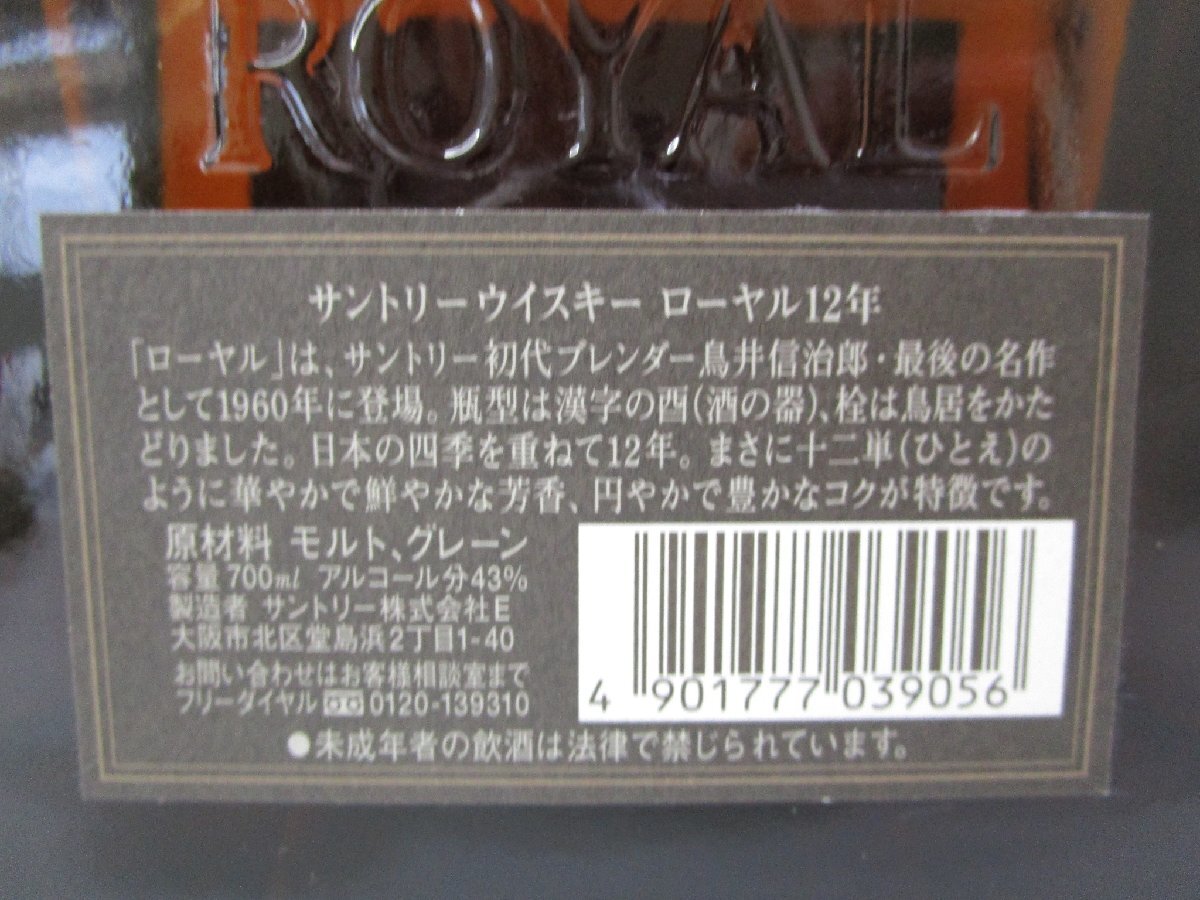 ROYAL
サントリーウイスキー ローヤル12年
「ローヤル」は、サントリー初代ブレンダー鳥井信治郎・最後の名作
として1960年に登場。瓶型は漢字の酉(酒の器)、栓は鳥居をかた
どりました。日本の四季を重ねて12年。まさに十二単(ひとえ)の
ように華やかで鮮やかな芳香、円やかで豊かなコクが特徴です。
原材料 モルト、グレーン
容量700ml アルコール分43%
製造者 サントリー株式会社E
大阪市北区堂島浜2丁目1-40
お問い合わせはお客様相談室まで
フリーダイヤル 0120-139310
4 901777 039056
●未成年者の飲酒は法律で禁じられています。